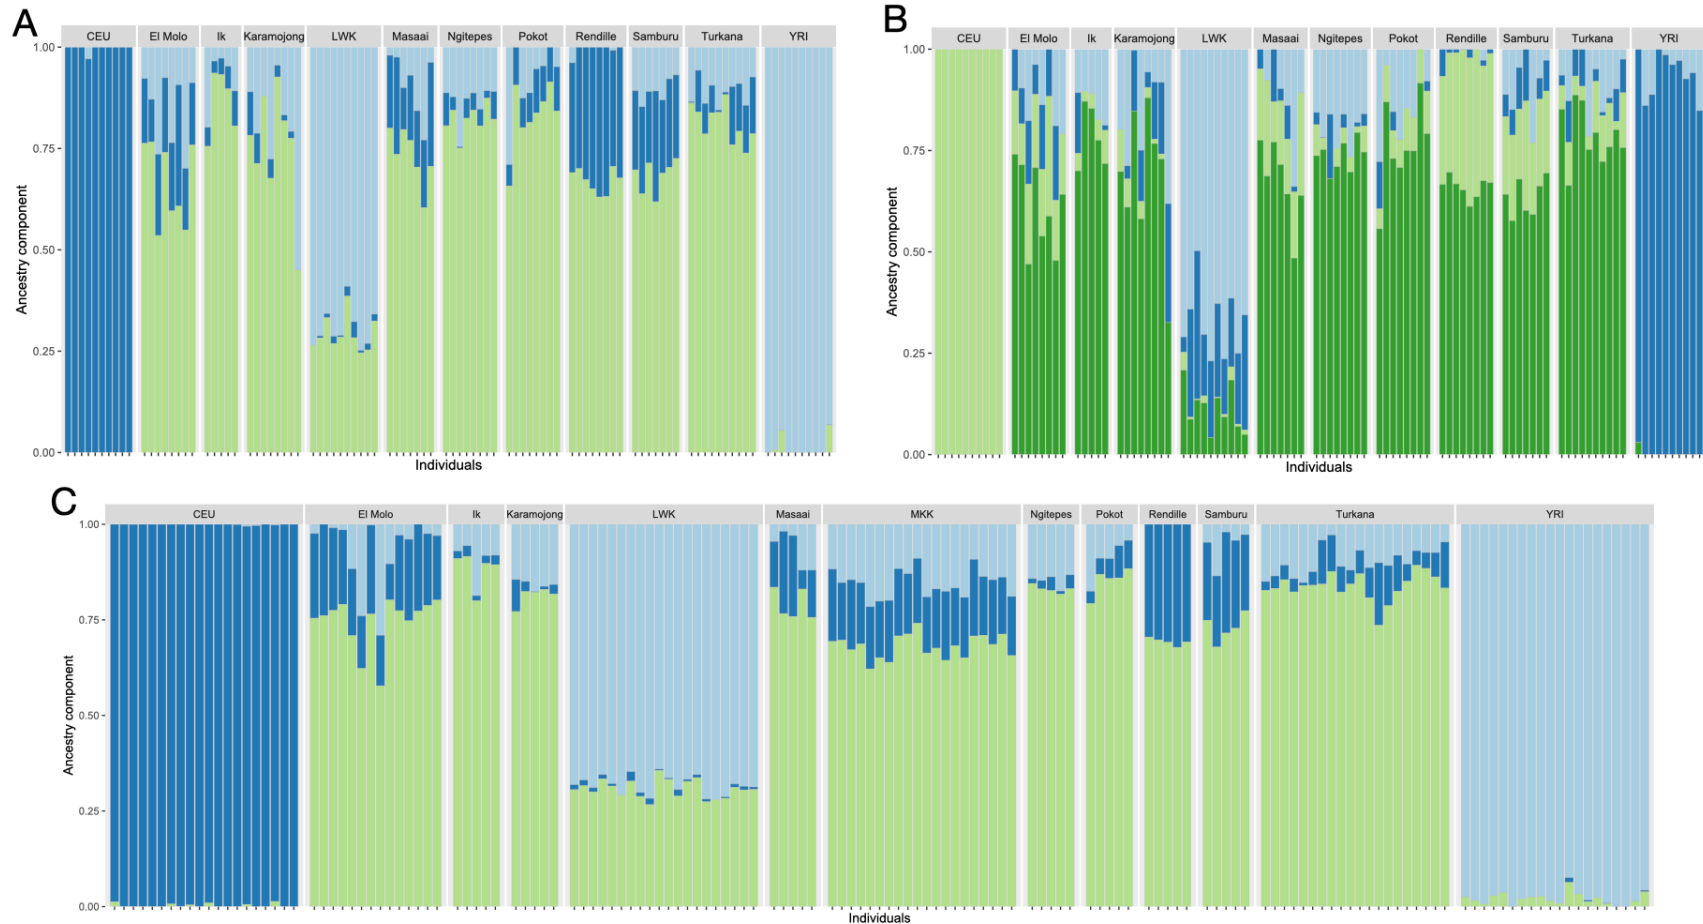 A
CEU El Molo Ik Karamojong LWK Masaai Ngitepes Pokot Rendille Samburu Turkana YRI
1.00
0.75
0.50
0.25
0.00
Ancestry component
Individuals
B
CEU El Molo Ik Karamojong LWK Masaai Ngitepes Pokot Rendille Samburu Turkana YRI
1.00
0.75
0.50
0.25
0.00
Ancestry component
Individuals
C
CEU El Molo Ik Karamojong LWK Masaai MKK Ngitepes Pokot Rendille Samburu Turkana YRI
1.00
0.75
0.50
0.25
0.00
Ancestry component
Individuals